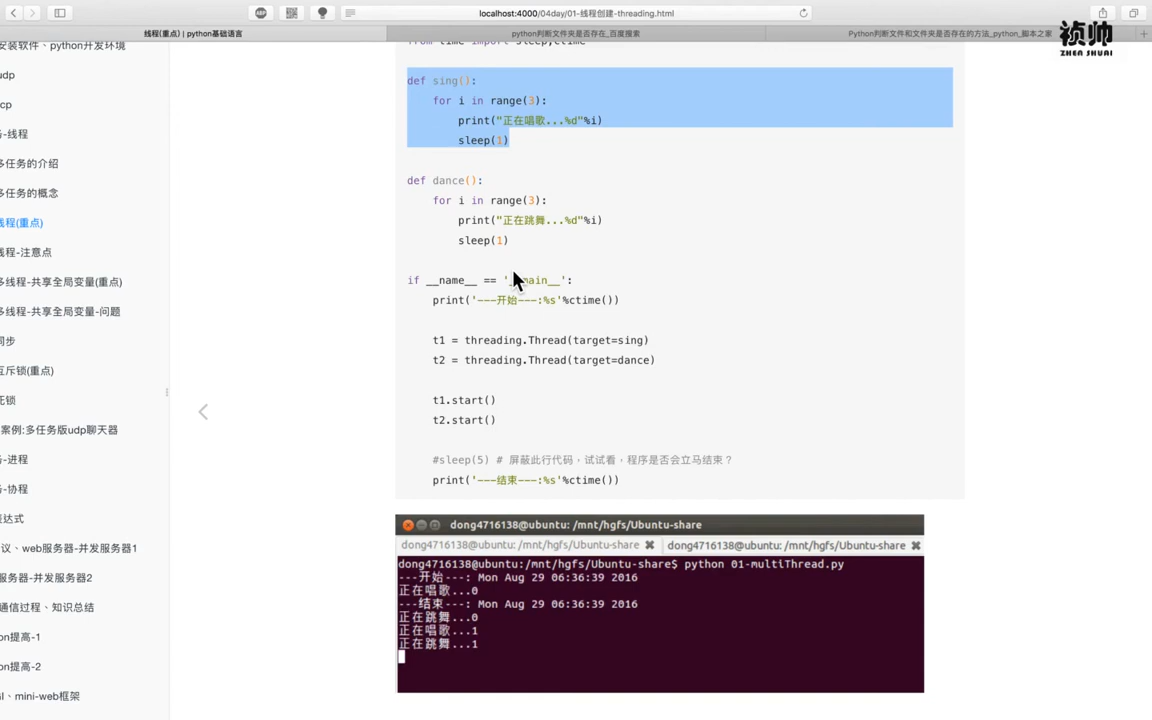 localhost:4000/04day/01-线程创建-threading.html
线程(重点) | python基础语言
python判断文件夹是否存在_百度搜索
Python判断文件和文件夹是否存在的方法_python_脚本之家
祯帅
ZHEN SHUAI
安装软件、python开发环境
udp
-线程
多任务的介绍
多任务的概念
线程(重点)
线程-注意点
多线程-共享全局变量(重点)
多线程-共享全局变量-问题
同步
互斥锁(重点)
死锁
案例:多任务版udp聊天器
-进程
-协程
达式
议、web服务器-并发服务器1
服务器-并发服务器2
通信过程、知识总结
on提高-1
on提高-2
I、mini-web框架
from time import sleep,ctime
def sing():
for i in range(3):
print("正在唱歌...%d"%i)
sleep(1)
def dance():
for i in range(3):
print("正在跳舞...%d"%i)
sleep(1)
if __name__ == '__main__':
print('---开始---:%s'%ctime())
t1 = threading.Thread(target=sing)
t2 = threading.Thread(target=dance)
t1.start()
t2.start()
#sleep(5) # 屏蔽此行代码，试试看，程序是否会立马结束？
print('---结束---:%s'%ctime())
dong4716138@ubuntu: /mnt/hgfs/Ubuntu-share
dong4716138@ubuntu: /mnt/hgfs/Ubuntu-share ✖ dong4716138@ubuntu: /mnt/hgfs/Ubuntu-share ✖
dong4716138@ubuntu:/mnt/hgfs/Ubuntu-share$ python 01-multiThread.py
---开始---: Mon Aug 29 06:36:39 2016
正在唱歌...0
---结束---: Mon Aug 29 06:36:39 2016
正在跳舞...0
正在唱歌...1
正在跳舞...1